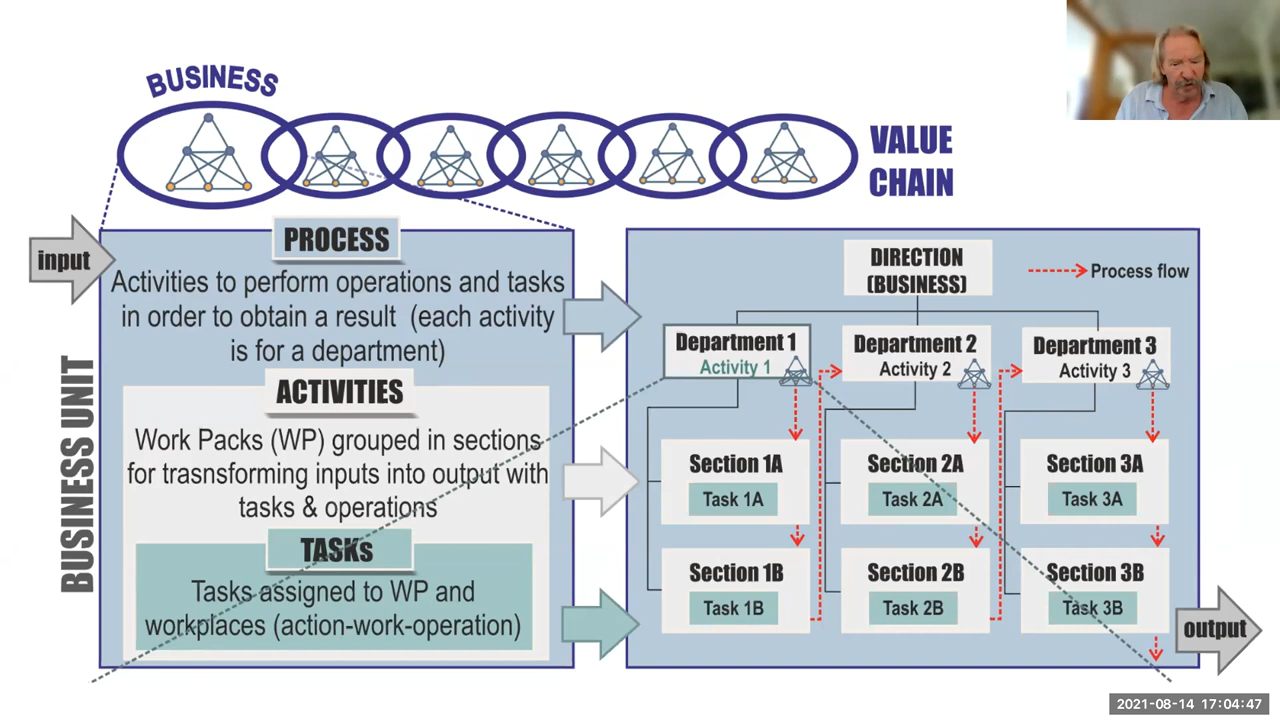 BUSINESS
VALUE
CHAIN
input
PROCESS
Activities to perform operations and tasks
in order to obtain a result (each activity
is for a department)
ACTIVITIES
Work Packs (WP) grouped in sections
for trasnsforming inputs into output with
tasks & operations
TASKs
Tasks assigned to WP and
workplaces (action-work-operation)
BUSINESS UNIT
DIRECTION
(BUSINESS)
Process flow
Department 1
Activity 1
Department 2
Activity 2
Department 3
Activity 3
Section 1A
Task 1A
Section 2A
Task 2A
Section 3A
Task 3A
Section 1B
Task 1B
Section 2B
Task 2B
Section 3B
Task 3B
output
2021-08-14 17:04:47